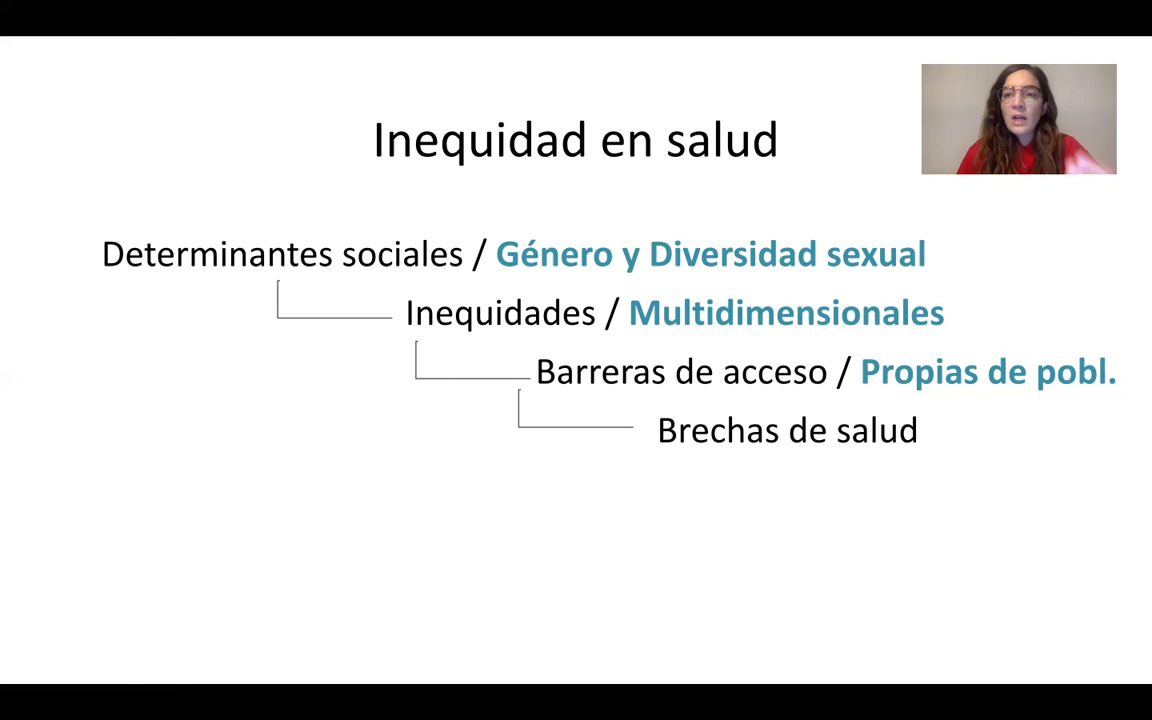 Inequidad en salud
Determinantes sociales / Género y Diversidad sexual
Inequidades / Multidimensionales
Barreras de acceso / Propias de pobl.
Brechas de salud